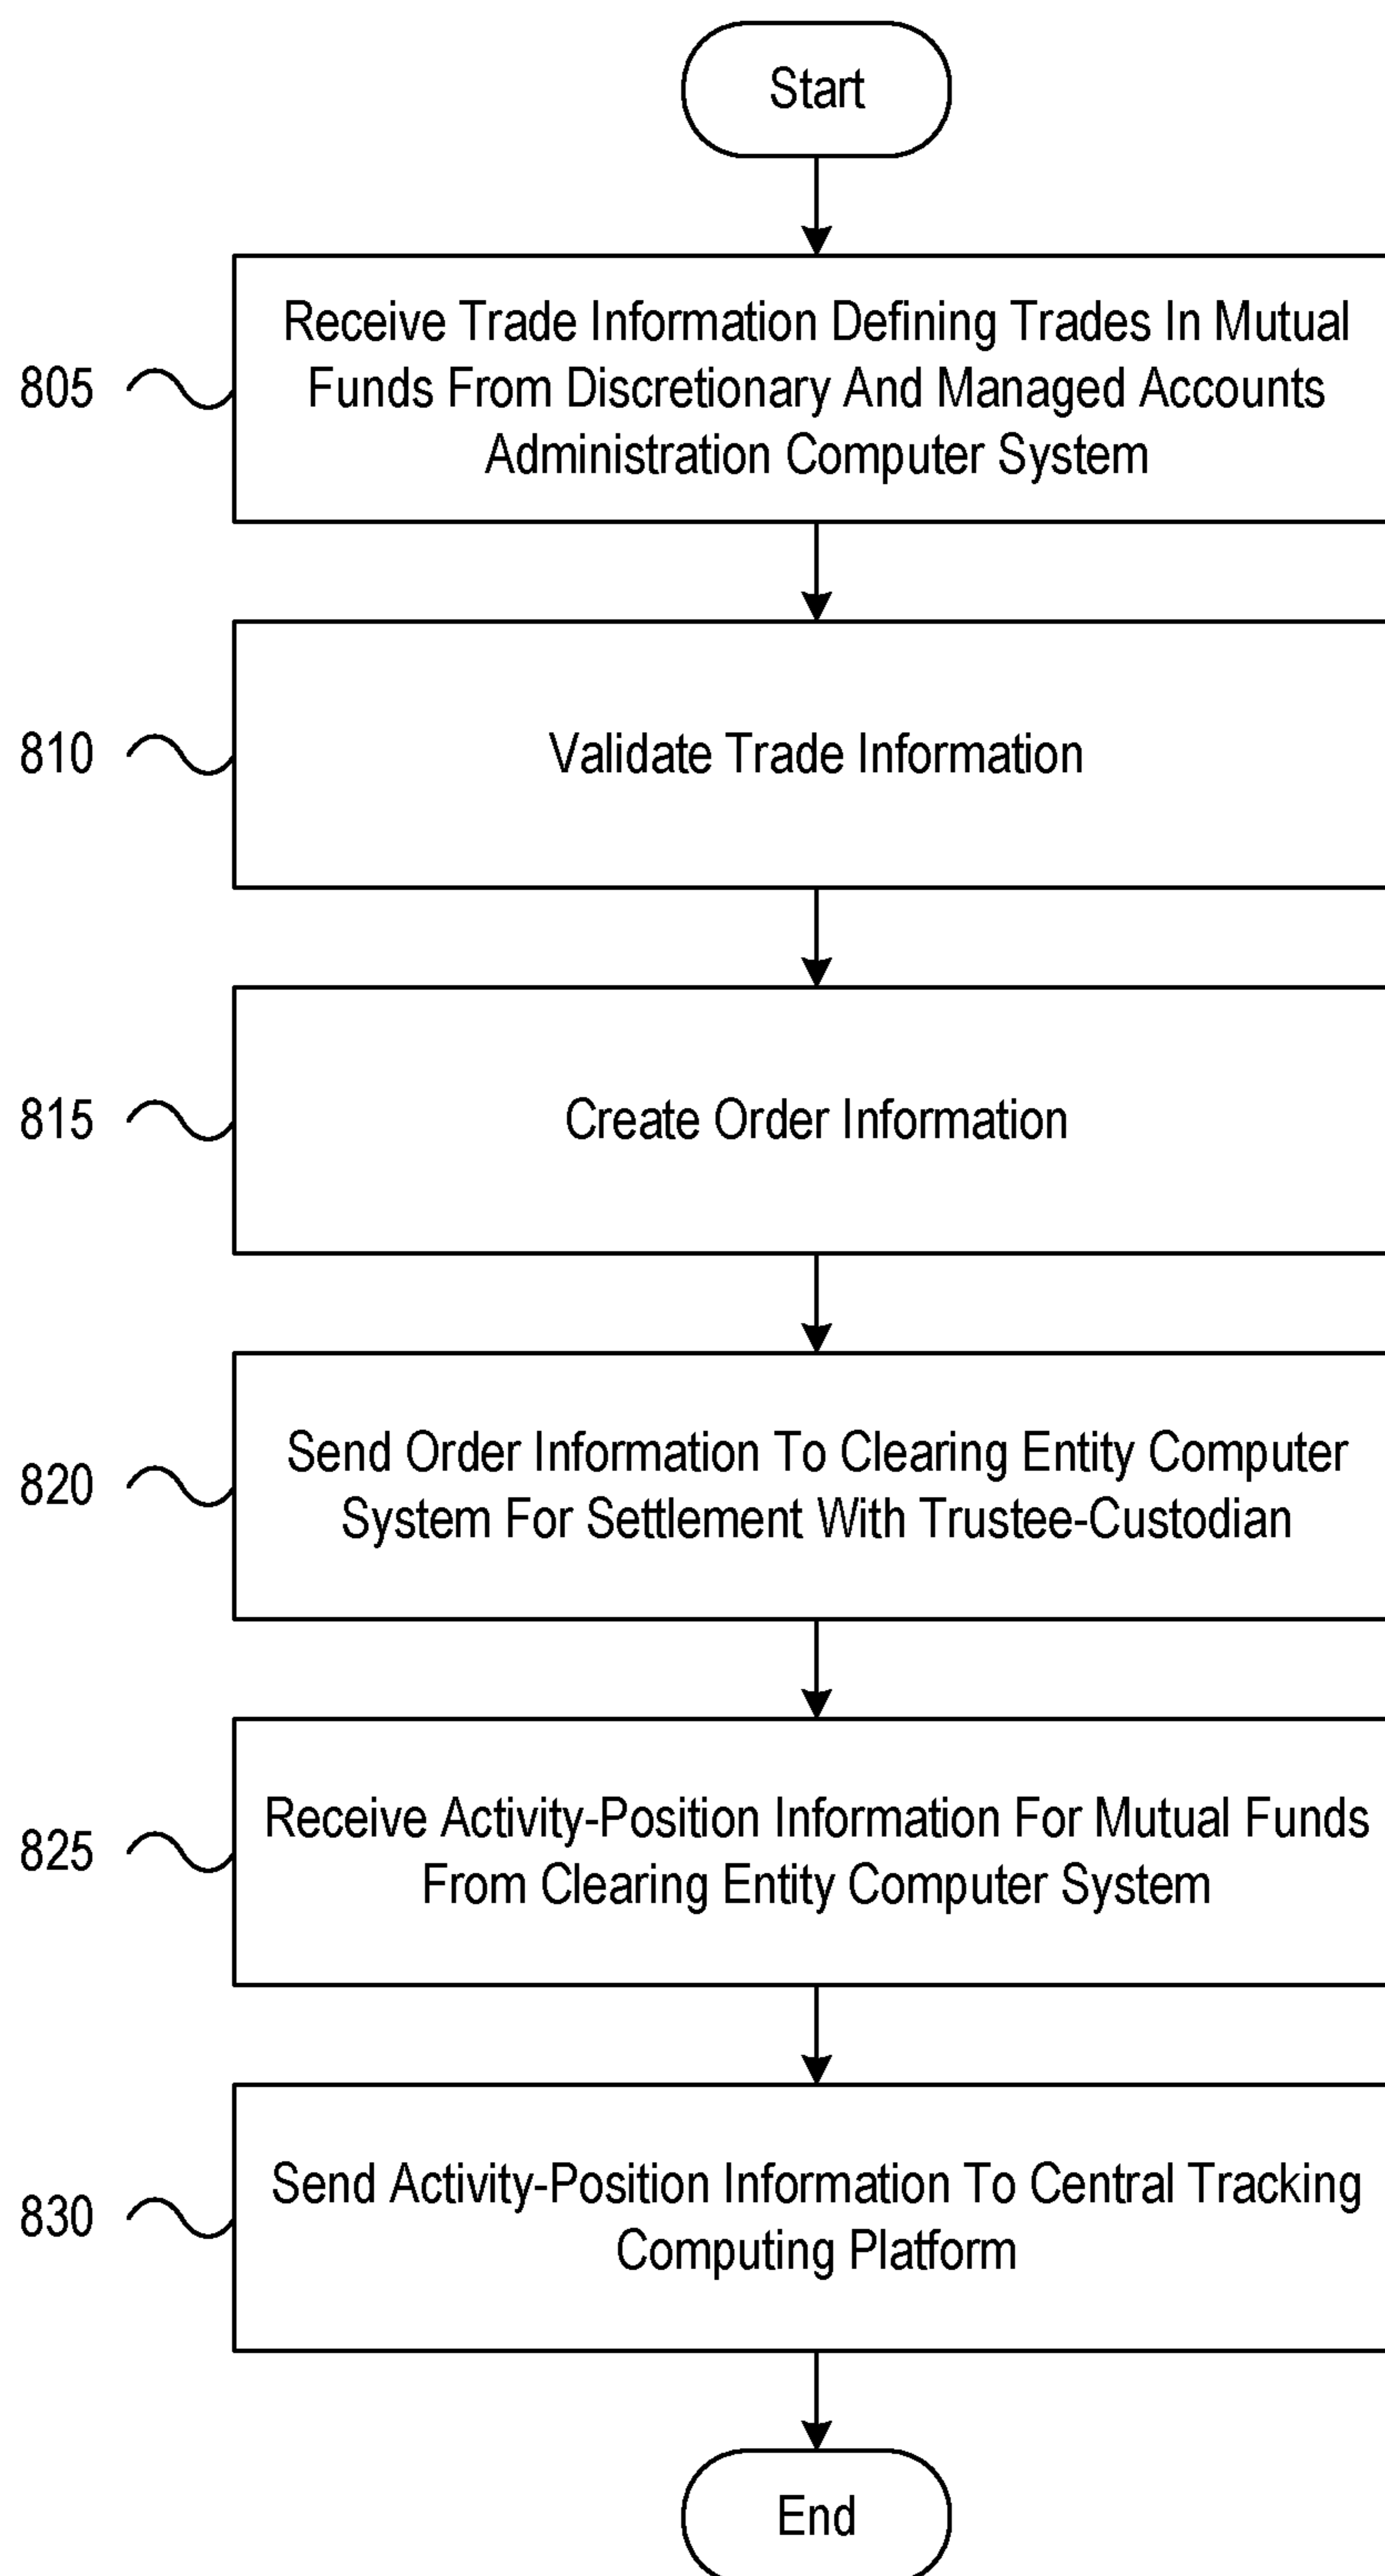 Start
805
Receive Trade Information Defining Trades In Mutual
Funds From Discretionary And Managed Accounts
Administration Computer System
810
Validate Trade Information
815
Create Order Information
820
Send Order Information To Clearing Entity Computer
System For Settlement With Trustee-Custodian
825
Receive Activity-Position Information For Mutual Funds
From Clearing Entity Computer System
830
Send Activity-Position Information To Central Tracking
Computing Platform
End